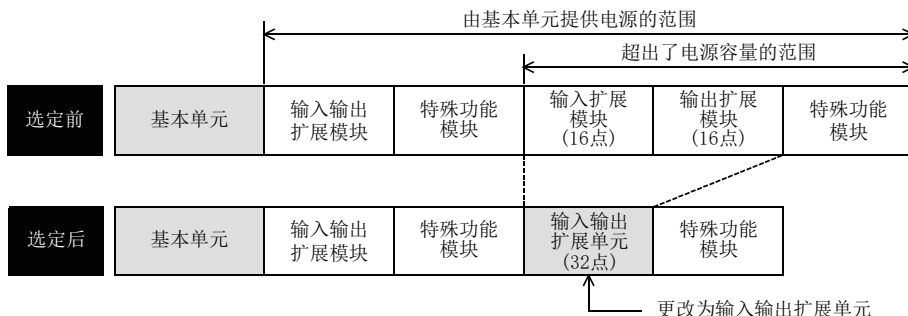 由基本单元提供电源的范围
超出了电源容量的范围
选定前
基本单元
输入输出
扩展模块
特殊功能
模块
输入扩展
模块
(16点)
输出扩展
模块
(16点)
特殊功能
模块
选定后
基本单元
输入输出
扩展模块
特殊功能
模块
输入输出
扩展单元
(32点)
特殊功能
模块
更改为输入输出扩展单元